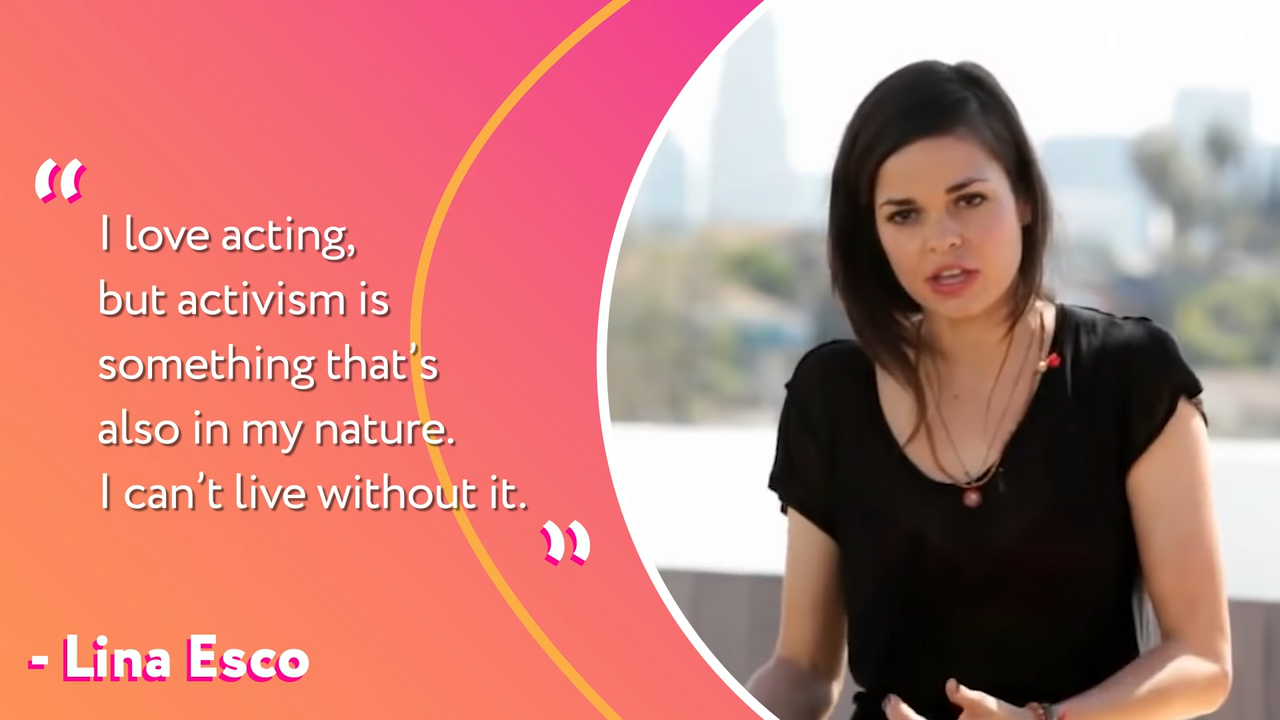 “
I love acting,
but activism is
something that’s
also in my nature.
I can’t live without it.
”
- Lina Esco